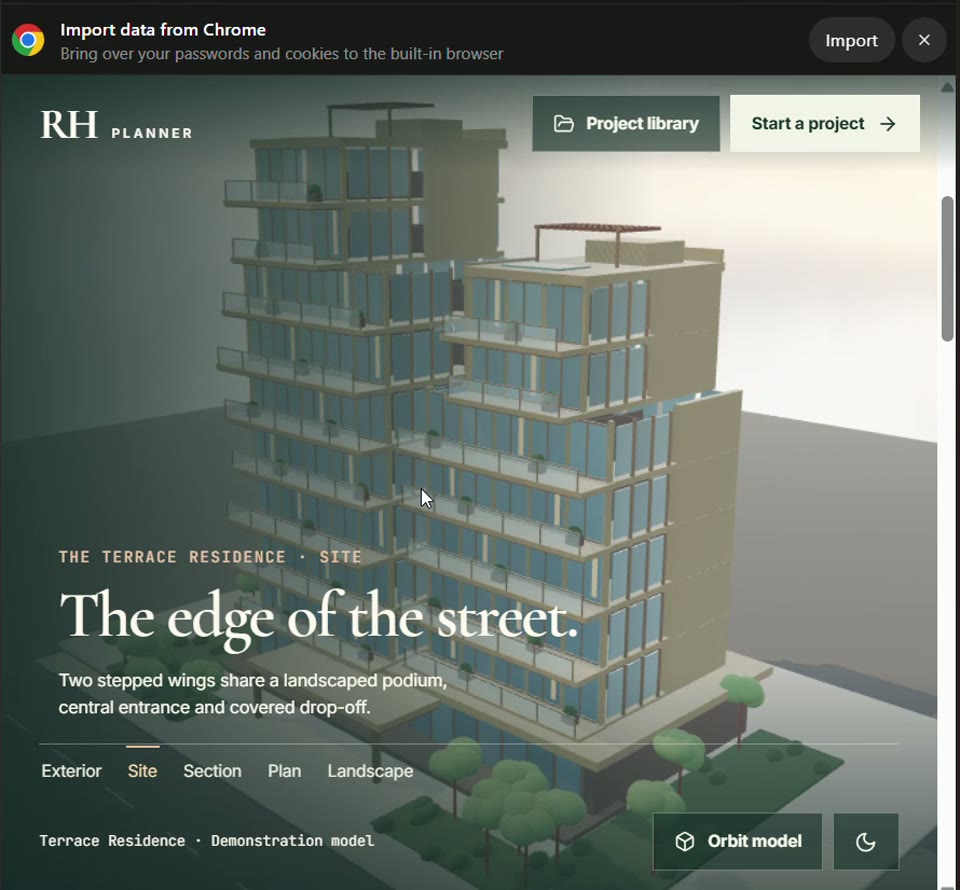 Import data from Chrome
Bring over your passwords and cookies to the built-in browser
Import
RH PLANNER
Project library
Start a project
THE TERRACE RESIDENCE · SITE
The edge of the street.
Two stepped wings share a landscaped podium,
central entrance and covered drop-off.
Exterior Site Section Plan Landscape
Terrace Residence · Demonstration model
Orbit model